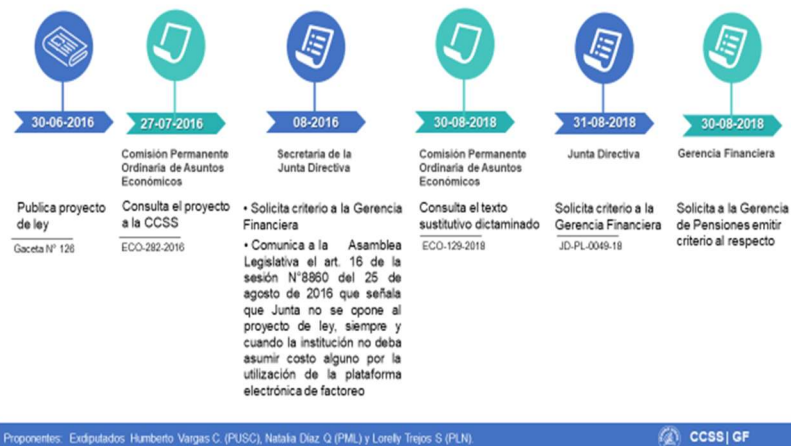 30-06-2016
Publica proyecto
de ley
Gaceta N° 126
27-07-2016
Comisión Permanente
Ordinaria de Asuntos
Económicos
Consulta el proyecto
a la CCSS
ECO-282-2016
08-2016
Secretaría de la
Junta Directiva
• Solicita criterio a la Gerencia
Financiera
• Comunica a la Asamblea
Legislativa el art. 16 de la
sesión N°8860 del 25 de
agosto de 2016 que señala
que Junta no se opone al
proyecto de ley, siempre y
cuando la institución no deba
asumir costo alguno por la
utilización de la plataforma
electrónica de factoreo
30-08-2018
Comisión Permanente
Ordinaria de Asuntos
Económicos
Consulta el texto
sustitutivo dictaminado
ECO-129-2018
31-08-2018
Junta Directiva
Solicita criterio a la
Gerencia Financiera
JD-PL-0049-18
30-08-2018
Gerencia Financiera
Solicita a la Gerencia
de Pensiones emitir
criterio al respecto
Proponentes: Exdiputados Humberto Vargas C. (PUSC), Natalia Díaz Q (PML) y Lorelly Trejos S (PLN).
CCSS | GF